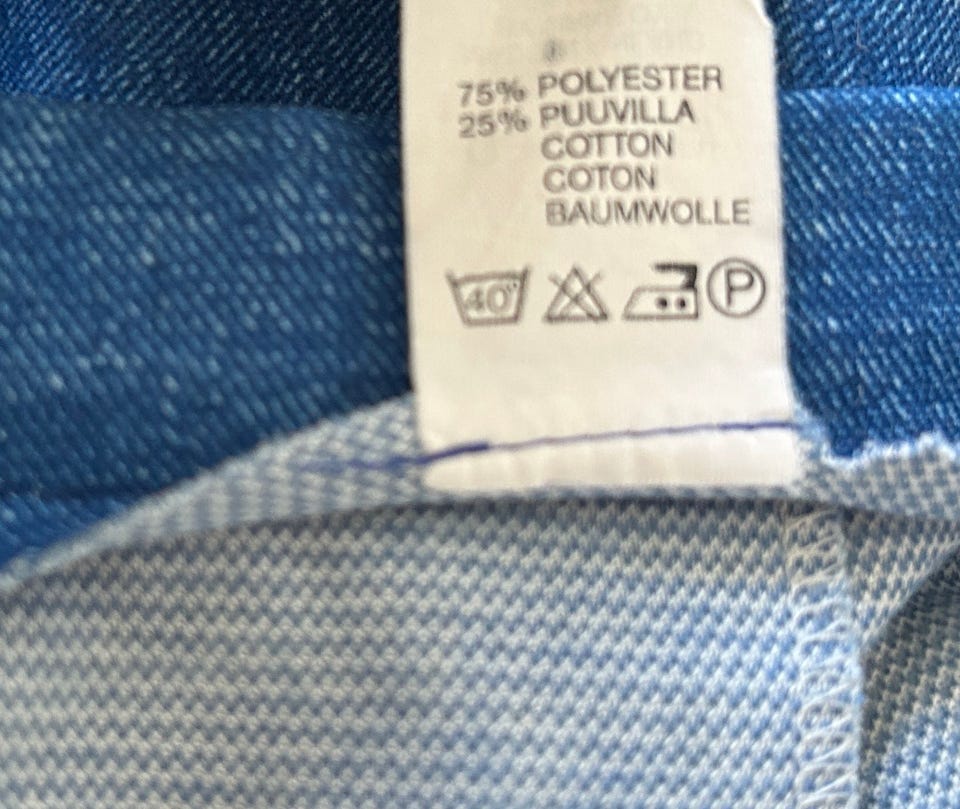 75% POLYESTER
25% PUUVILLA
COTTON
COTON
BAUMWOLLE
40° P